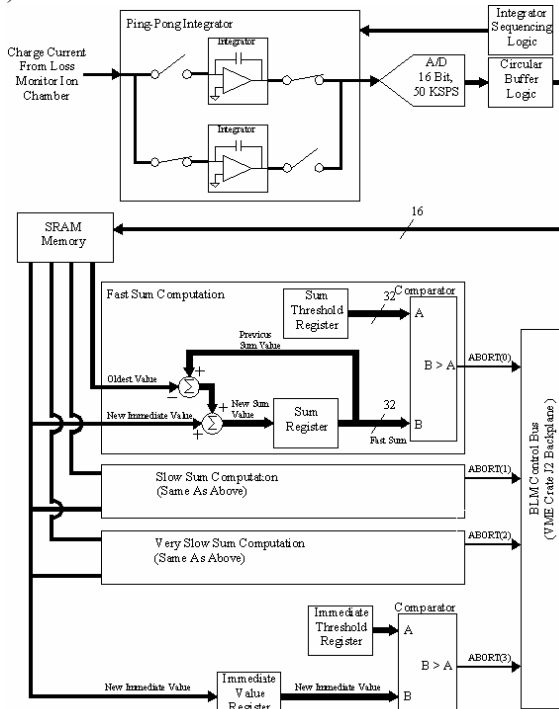 Ping-Pong Integrator
Integrator
Integrator
Charge Current
From Loss
Monitor Ion
Chamber
A/D
16 Bit,
50 KSPS
Integrator
Sequencing
Logic
Circular
Buffer
Logic
16
SRAM
Memory
Fast Sum Computation
Sum
Threshold
Register
32
Comparator
A
B > A
B
ABORT(0)
Previous
Sum Value
Oldest Value
+
−
Σ
+
New Immediate Value
+
Σ
New Sum
Value
Sum
Register
32
Fast Sum
Slow Sum Computation
(Same As Above)
ABORT(1)
Very Slow Sum Computation
(Same As Above)
ABORT(2)
BLM Control Bus
(VME Crate J2 Backplane)
Immediate
Threshold
Register
Comparator
A
B > A
B
ABORT(3)
New Immediate Value
Immediate
Value
Register
New Immediate Value